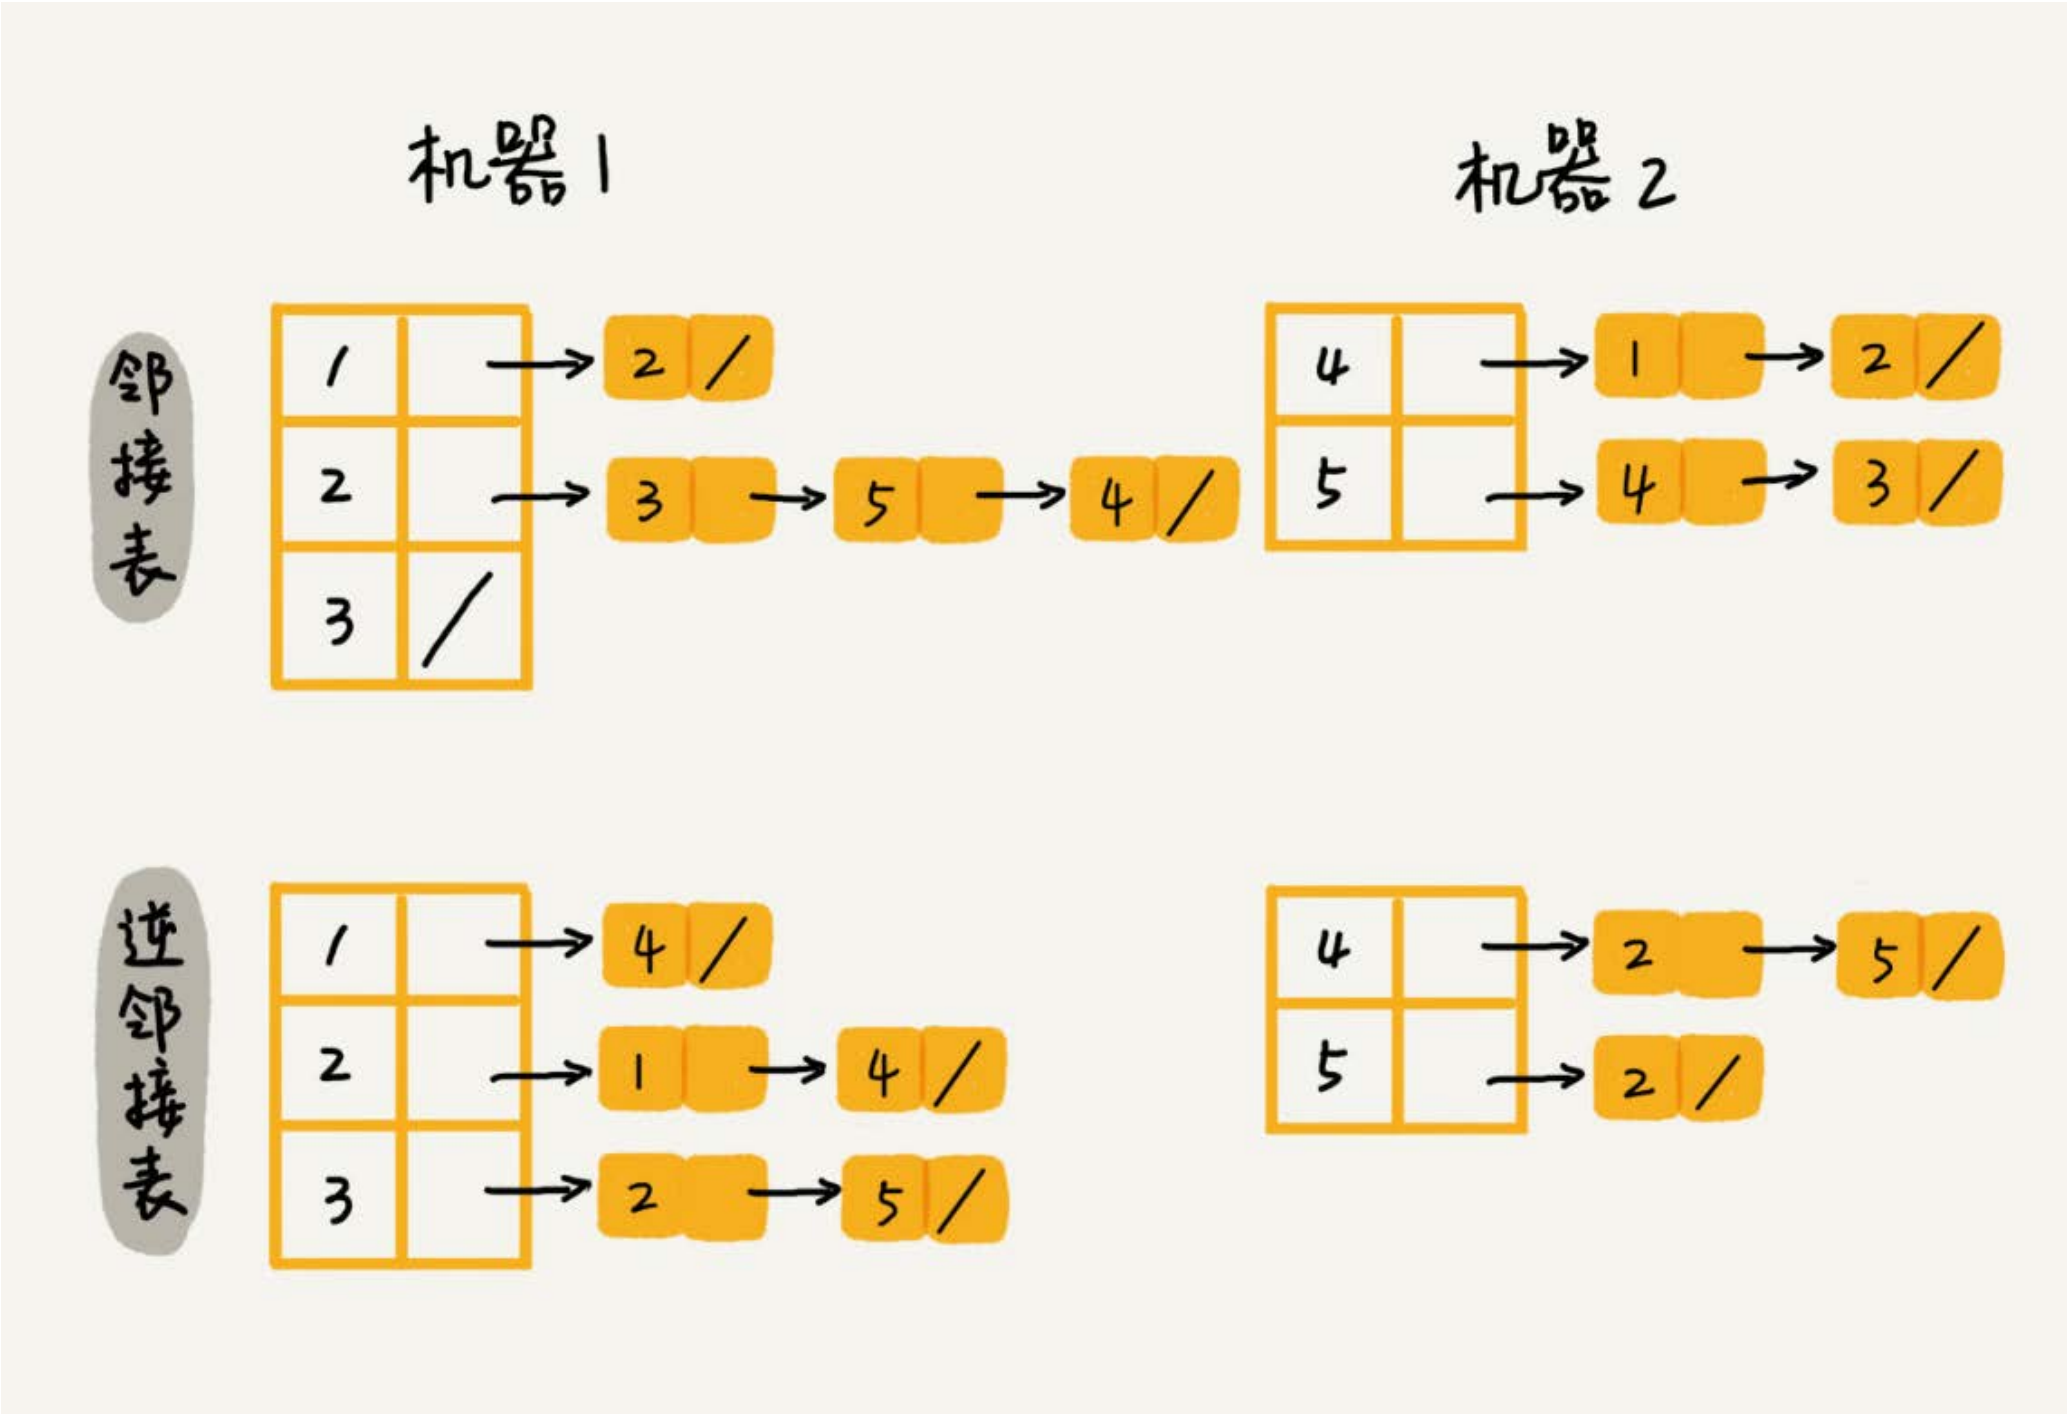 机器1
机器2
邻接表
1 → 2 /
2 → 3 → 5 → 4 /
3 /
4 → 1 → 2 /
5 → 4 → 3 /
逆邻接表
1 → 4 /
2 → 1 → 4 /
3 → 2 → 5 /
4 → 2 → 5 /
5 → 2 /